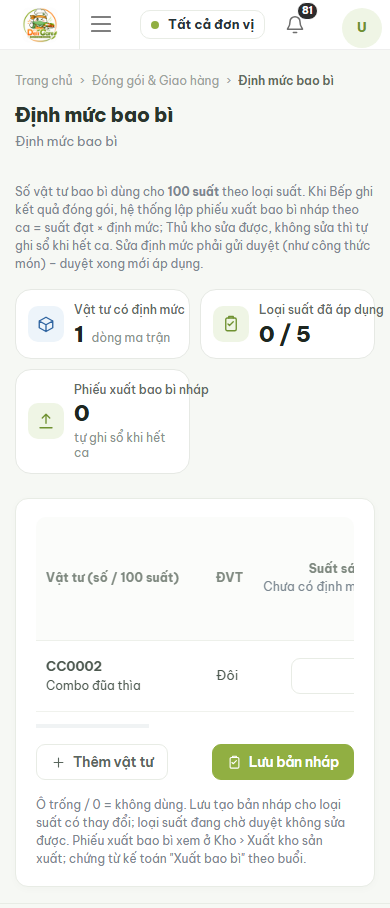 Tất cả đơn vị
81
U
Trang chủ › Đóng gói & Giao hàng › Định mức bao bì
Định mức bao bì
Định mức bao bì
Số vật tư bao bì dùng cho 100 suất theo loại suất. Khi Bếp ghi
kết quả đóng gói, hệ thống lập phiếu xuất bao bì nháp theo
ca = suất đạt × định mức; Thủ kho sửa được, không sửa thì tự
ghi sổ khi hết ca. Sửa định mức phải gửi duyệt (như công thức
món) – duyệt xong mới áp dụng.
Vật tư có định mức
1 dòng ma trận
Loại suất đã áp dụng
0 / 5
Phiếu xuất bao bì nháp
0
tự ghi sổ khi hết
ca
Vật tư (số / 100 suất)
ĐVT
Suất sá
Chưa có định m
CC0002
Combo đũa thìa
Đôi
Thêm vật tư
Lưu bản nháp
Ô trống / 0 = không dùng. Lưu tạo bản nháp cho loại
suất có thay đổi; loại suất đang chờ duyệt không sửa
được. Phiếu xuất bao bì xem ở Kho › Xuất kho sản
xuất; chứng từ kế toán "Xuất bao bì" theo buổi.